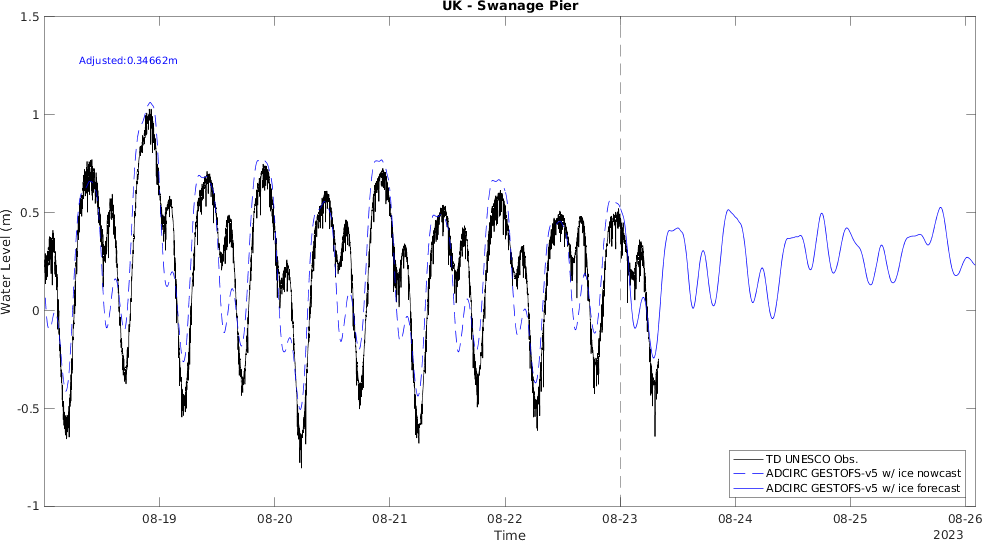 UK - Swanage Pier
1.5
Adjusted:0.34662m
1
0.5
0
-0.5
-1
Water Level (m)
TD UNESCO Obs.
ADCIRC GESTOFS-v5 w/ ice nowcast
ADCIRC GESTOFS-v5 w/ ice forecast
08-19 08-20 08-21 08-22 08-23 08-24 08-25 08-26
Time
2023